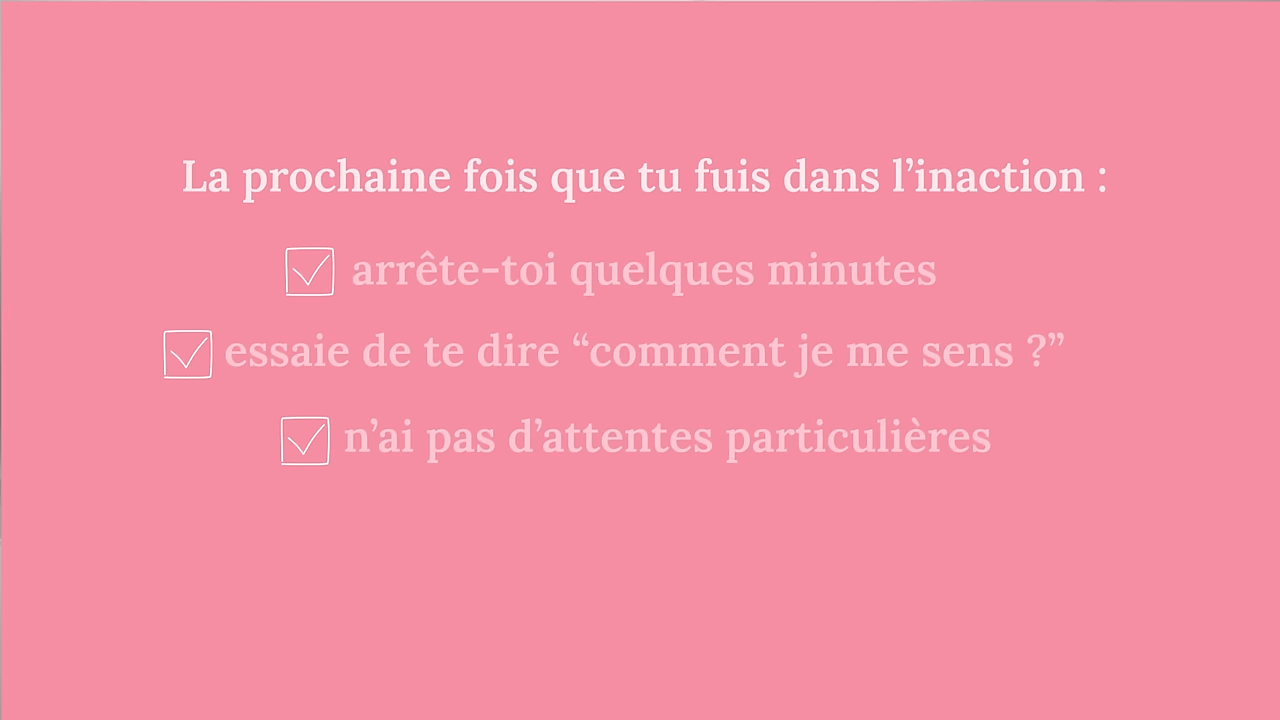 La prochaine fois que tu fuis dans l’inaction :
arrête-toi quelques minutes
essaie de te dire “comment je me sens ?”
n’ai pas d’attentes particulières